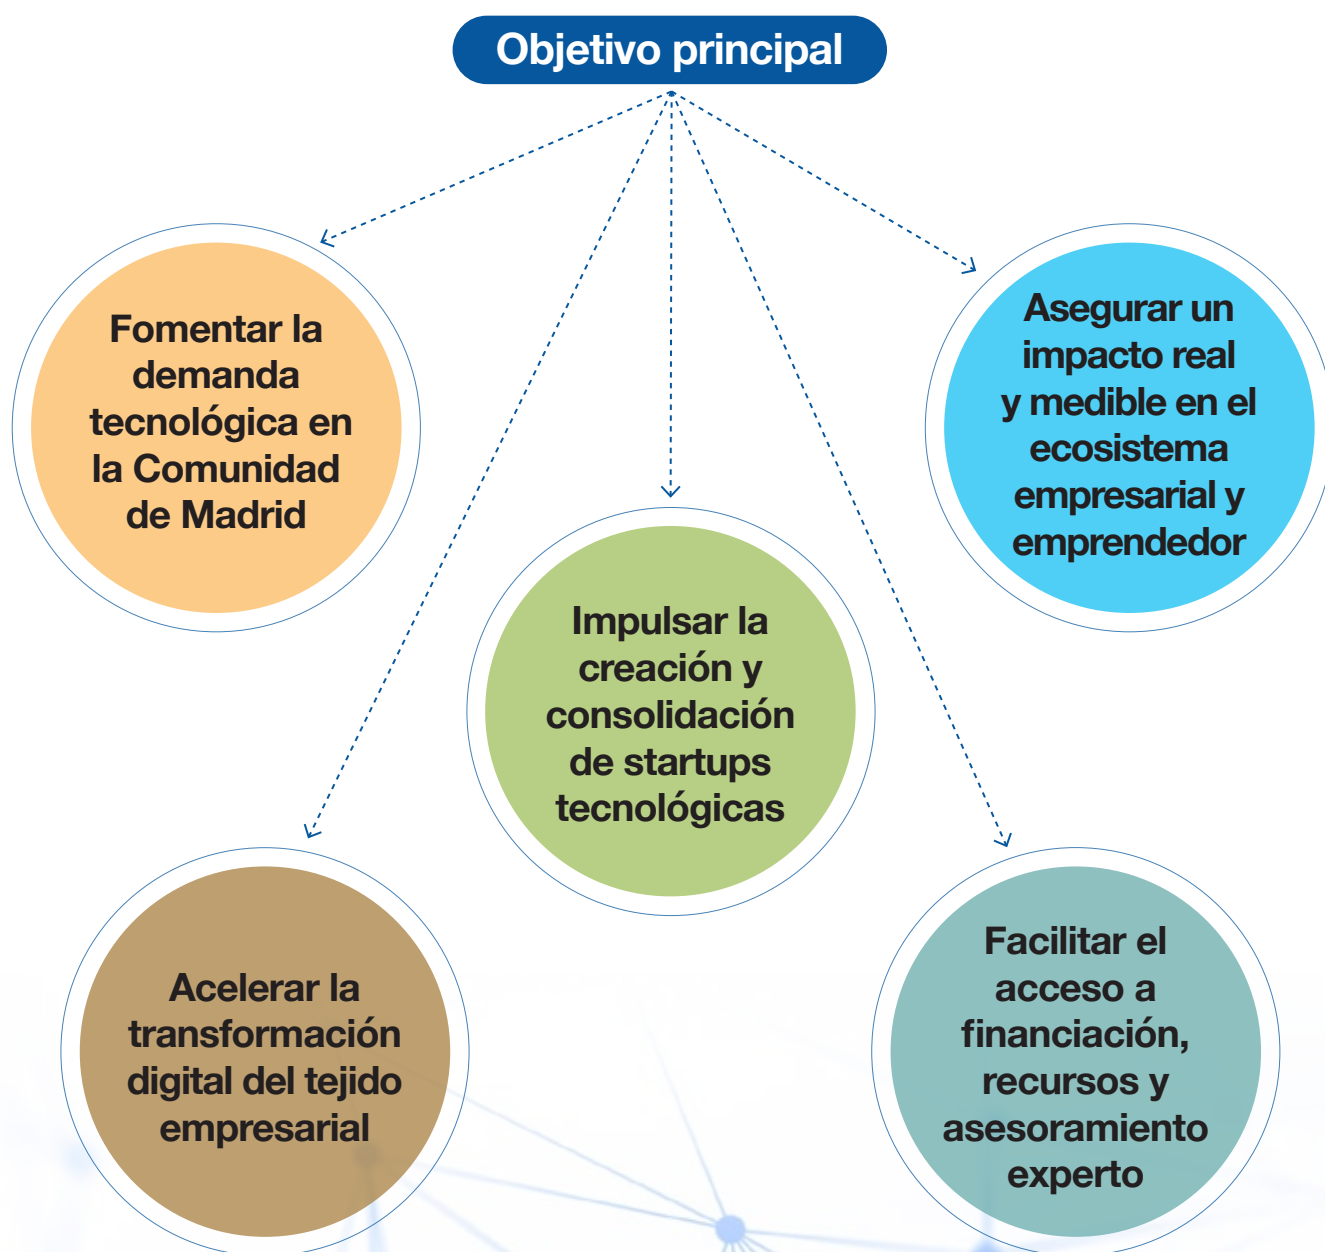 Objetivo principal
Fomentar la
demanda
tecnológica en
la Comunidad
de Madrid
Asegurar un
impacto real
y medible en el
ecosistema
empresarial y
emprendedor
Impulsar la
creación y
consolidación
de startups
tecnológicas
Acelerar la
transformación
digital del tejido
empresarial
Facilitar el
acceso a
financiación,
recursos y
asesoramiento
experto